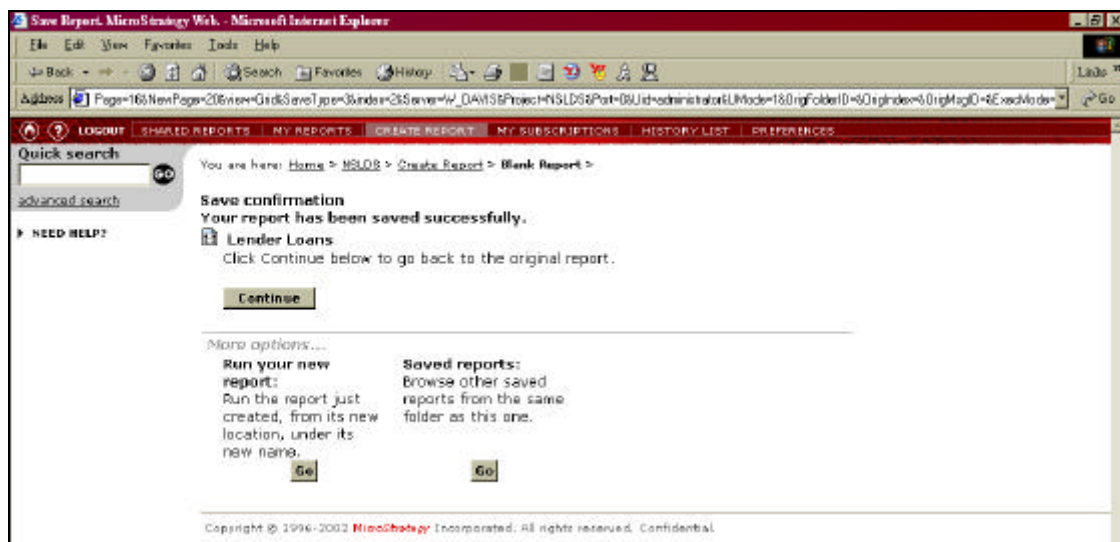 Save Report. MicroStrategy Web. - Microsoft Internet Explorer
File Edit View Favorites Tools Help
Back Search Favorites History Links
Address Page=16&NewPage=20&view=Grid&SaveType=3&index=2&Server=W_DAVIS&Project=NSLDS&Port=0&Uid=administrator&UMode=1&OrigFolderID=&OrigIndex=&OrigMsgID=&ExecMode= Go
LOGOUT SHARED REPORTS MY REPORTS CREATE REPORT MY SUBSCRIPTIONS HISTORY LIST PREFERENCES
Quick search
GO
advanced search
NEED HELP?
You are here: Home > NSLDS > Create Report > Blank Report >
Save confirmation
Your report has been saved successfully.
Lender Loans
Click Continue below to go back to the original report.
Continue
More options...
Run your new
report:
Run the report just
created, from its new
location, under its
new name.
Go
Saved reports:
Browse other saved
reports from the same
folder as this one.
Go
Copyright © 1996-2002 MicroStrategy Incorporated. All rights reserved. Confidential.